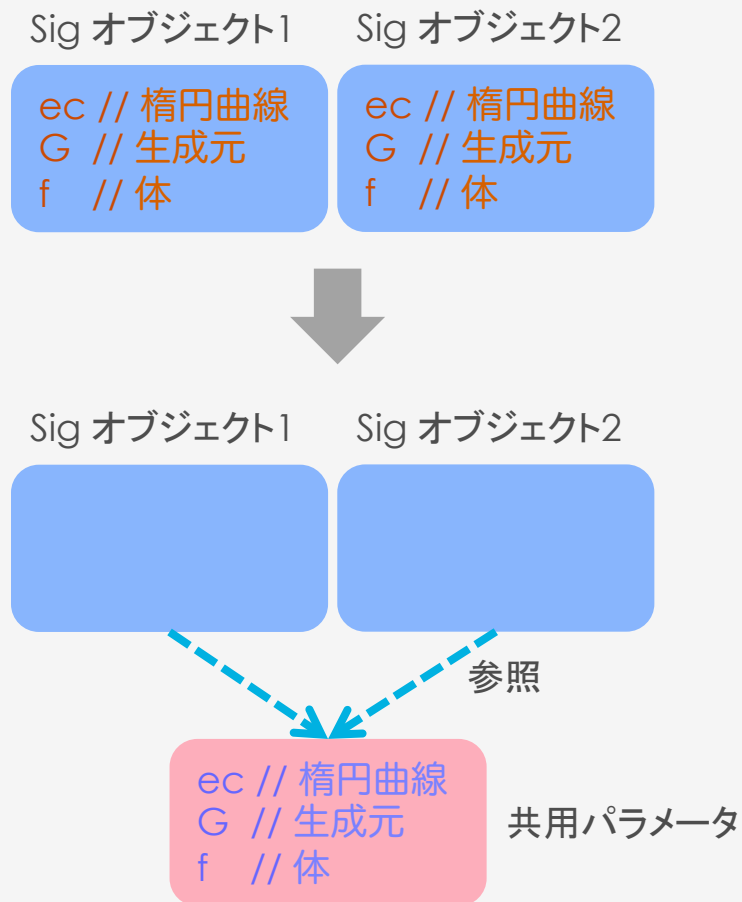 Sig オブジェクト1
Sig オブジェクト2
ec // 楕円曲線
G // 生成元
f // 体
ec // 楕円曲線
G // 生成元
f // 体
Sig オブジェクト1
Sig オブジェクト2
参照
ec // 楕円曲線
G // 生成元
f // 体
共用パラメータ